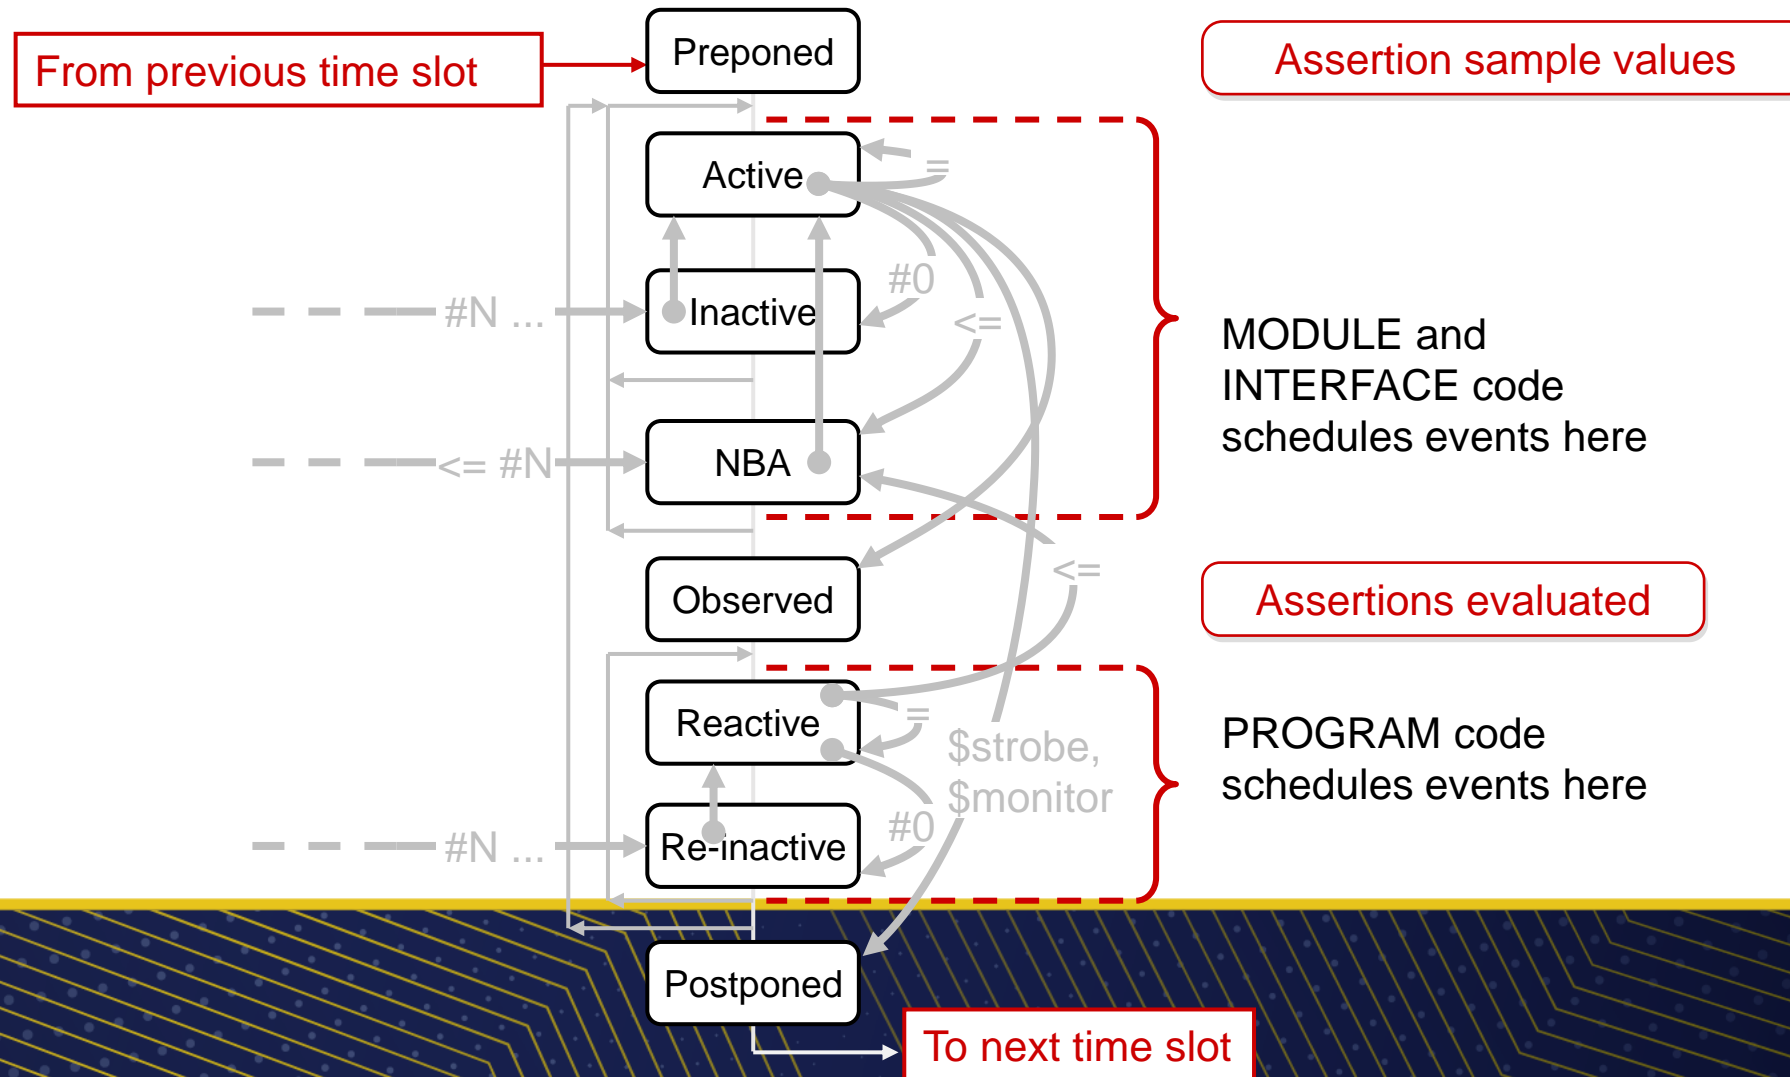 Preponed
From previous time slot
Assertion sample values
Active
=
#0
#N ...
Inactive
<=
MODULE and
INTERFACE code
schedules events here
<= #N
NBA
<=
Observed
Assertions evaluated
Reactive
=
$strobe,
$monitor
PROGRAM code
schedules events here
#N ...
Re-inactive
#0
Postponed
To next time slot